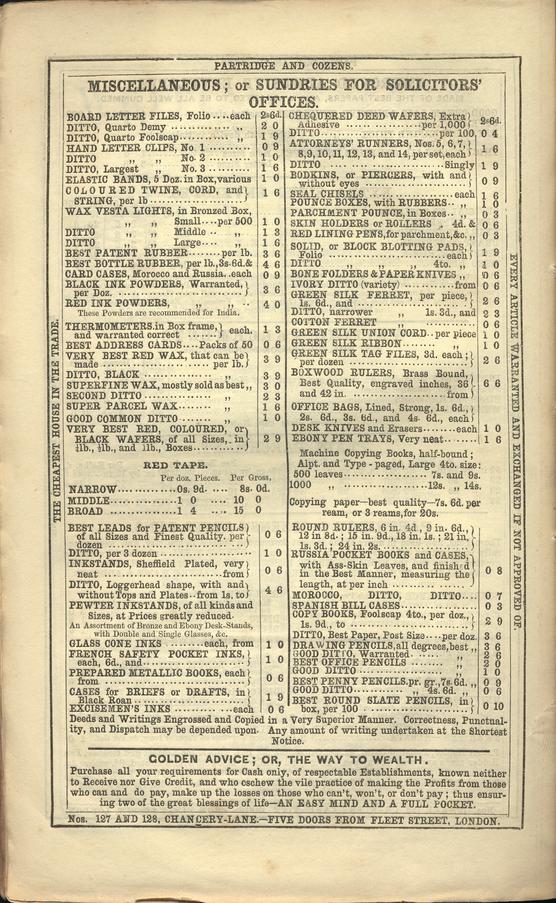 PARTRIDGE AND COZENS.
MISCELLANEOUS; or SUNDRIES FOR SOLICITORS'
OFFICES.
THE CHEAPEST HOUSE IN THE TRADE.
s. d.
BOARD LETTER FILES, Folio....each 2 6
DITTO, Quarto Demy .......... „ 2 0
DITTO, Quarto Foolscap........ „ 1 9
HAND LETTER CLIPS, No. 1 ...... „ 0 9
DITTO „ „ No. 2 ........ „ 1 0
DITTO, Largest „ No. 3 ........ „ 1 6
ELASTIC BANDS, 5 Doz. in Box, various 1 0
COLOURED TWINE, CORD, and
STRING, per lb .................... 1 6
WAX VESTA LIGHTS, in Bronzed Box,
„ „ Small....per 500 1 0
DITTO „ „ Middle.... „ 1 3
DITTO „ „ Large.... „ 1 6
BEST PATENT RUBBER........per lb. 3 6
BEST BOTTLE RUBBER, per lb., 3s. 6d. & 4 6
CARD CASES, Morocco and Russia..each 0 9
BLACK INK POWDERS, Warranted,
per Doz. ........................ 3 6
RED INK POWDERS, „ „ .... 4 0
These Powders are recommended for India.
THERMOMETERS, in Box frame,
and warranted correct ........ each. 1 3
BEST ADDRESS CARDS....Packs of 50 0 6
VERY BEST RED WAX, that can be
made ........................ per lb. 3 9
DITTO, BLACK ................ „ 3 9
SUPERFINE WAX, mostly sold as best „ 3 0
SECOND DITTO ................ „ 2 3
SUPER PARCEL WAX............ „ 1 6
GOOD COMMON DITTO .......... „ 1 0
VERY BEST RED, COLOURED, or
BLACK WAFERS, of all Sizes, in
¼lb., ½lb., and 1lb., Boxes.......... 2 9
RED TAPE.
Per doz. Pieces. Per Gross,
NARROW............0s. 9d. .... 8s. 0d.
MIDDLE............1 0 .... 10 0
BROAD ............1 4 .... 15 0
BEST LEADS for PATENT PENCILS
of all Sizes and Finest Quality, per
dozen ............................ 0 6
DITTO, per 3 dozen .................. 1 0
INKSTANDS, Sheffield Plated, very
neat ........................from 0 6
DITTO, Loggerhead shape, with and
without Tops and Plates..from 1s. to 4 6
PEWTER INKSTANDS, of all kinds and
Sizes, at Prices greatly reduced.
An Assortment of Bronze and Ebony Desk-Stands,
with Double and Single Glasses, &c.
GLASS CONE INKS ........each, from 1 0
FRENCH SAFETY POCKET INKS,
each, 6d., and...................... 1 0
PREPARED METALLIC BOOKS, each
from ............................ 0 6
CASES for BRIEFS or DRAFTS, in
Black Roan ........................ 1 9
EXCISEMEN'S INKS ............each 0 6
s. d.
CHEQUERED DEED WAFERS, Extra
Adhesive ................per 1,000 2 6
DITTO ....................per 100, 0 4
ATTORNEYS' RUNNERS, Nos. 5, 6, 7,
8, 9, 10, 11, 12, 13, and 14, per set, each 1 6
DITTO ........................Singly 1 9
BODKINS, or PIERCERS, with and
without eyes .................... 0 9
SEAL CHISELS ..................each 1 6
POUNCE BOXES, with RUBBERS.. „ 1 0
PARCHMENT POUNCE, in Boxes.. „ 0 3
SKIN HOLDERS or ROLLERS .. 4d. & 0 6
RED LINING PENS, for parchment, &c., 0 3
SOLID, or BLOCK BLOTTING PADS,
Folio ........................each 1 9
DITTO „ „ „ 4to. „ 1 0
BONE FOLDERS & PAPER KNIVES „ 0 6
IVORY DITTO (variety) ........from 0 6
GREEN SILK FERRET, per piece,
1s. 6d., and .................... 2 6
DITTO, narrower „ 1s. 3d., and 2 3
COTTON FERRET „ ............ 0 6
GREEN SILK UNION CORD..per piece 1 0
GREEN SILK RIBBON........ „ 1 0
GREEN SILK TAG FILES, 3d. each;
per dozen ........................ 2 6
BOXWOOD RULERS, Brass Bound,
Best Quality, engraved inches, 36
and 42 in. ....................from, 6 6
OFFICE BAGS, Lined, Strong, 1s. 6d.,
2s. 6d., 3s. 6d., and 4s. 6d., each
DESK KNIVES and Erasers......each 1 0
EBONY PEN TRAYS, Very neat...... 1 6
Machine Copying Books, half-bound;
Alpt. and Type-paged, Large 4to. size:
500 leaves ............7s. and 9s.
1000 „ ............12s. „ 14s.
Copying paper—best quality—7s. 6d. per
ream, or 3 reams, for 20s.
ROUND RULERS, 6 in. 4d., 9 in. 6d.,
12 in 8d.; 15 in. 9d., 18 in. 1s.; 21 in,
1s. 3d.; 24 in. 2s. ..................
RUSSIA POCKET BOOKS and CASES,
with Ass-Skin Leaves, and finished
in the Best Manner, measuring the
length, at per inch .............. 0 8
MOROCCO, DITTO, DITTO.... 0 7
SPANISH BILL CASES.............. 0 3
COPY BOOKS, Foolscap 4to., per doz.,
1s. 9d., to ........................ 2 9
DITTO, Best Paper, Post Size....per doz. 3 6
DRAWING PENCILS, all degrees, best „ 3 6
GOOD DITTO, Warranted ........ „ 2 6
BEST OFFICE PENCILS .......... „ 2 0
GOOD DITTO.................. „ 1 0
BEST PENNY PENCILS. pr. gr., 7s. 6d., „ 0 9
GOOD DITTO............ „ 4s. 6d. „ 0 6
BEST ROUND SLATE PENCILS, in
box, per 100 ...................... 0 10
EVERY ARTICLE WARRANTED AND EXCHANGED IF NOT APPROVED OF.
Deeds and Writings Engrossed and Copied in a Very Superior Manner. Correctness, Punctual-
ity, and Dispatch may be depended upon. Any amount of writing undertaken at the Shortest
Notice.
GOLDEN ADVICE; OR, THE WAY TO WEALTH.
Purchase all your requirements for Cash only, of respectable Establishments, known neither
to Receive nor Give Credit, and who eschew the vile practice of making the Profits from those
who can and do pay, make up the losses on those who can't, won't, or don't pay; thus ensur-
ing two of the great blessings of life—AN EASY MIND AND A FULL POCKET.
Nos. 127 AND 128, CHANCERY-LANE.—FIVE DOORS FROM FLEET STREET, LONDON.